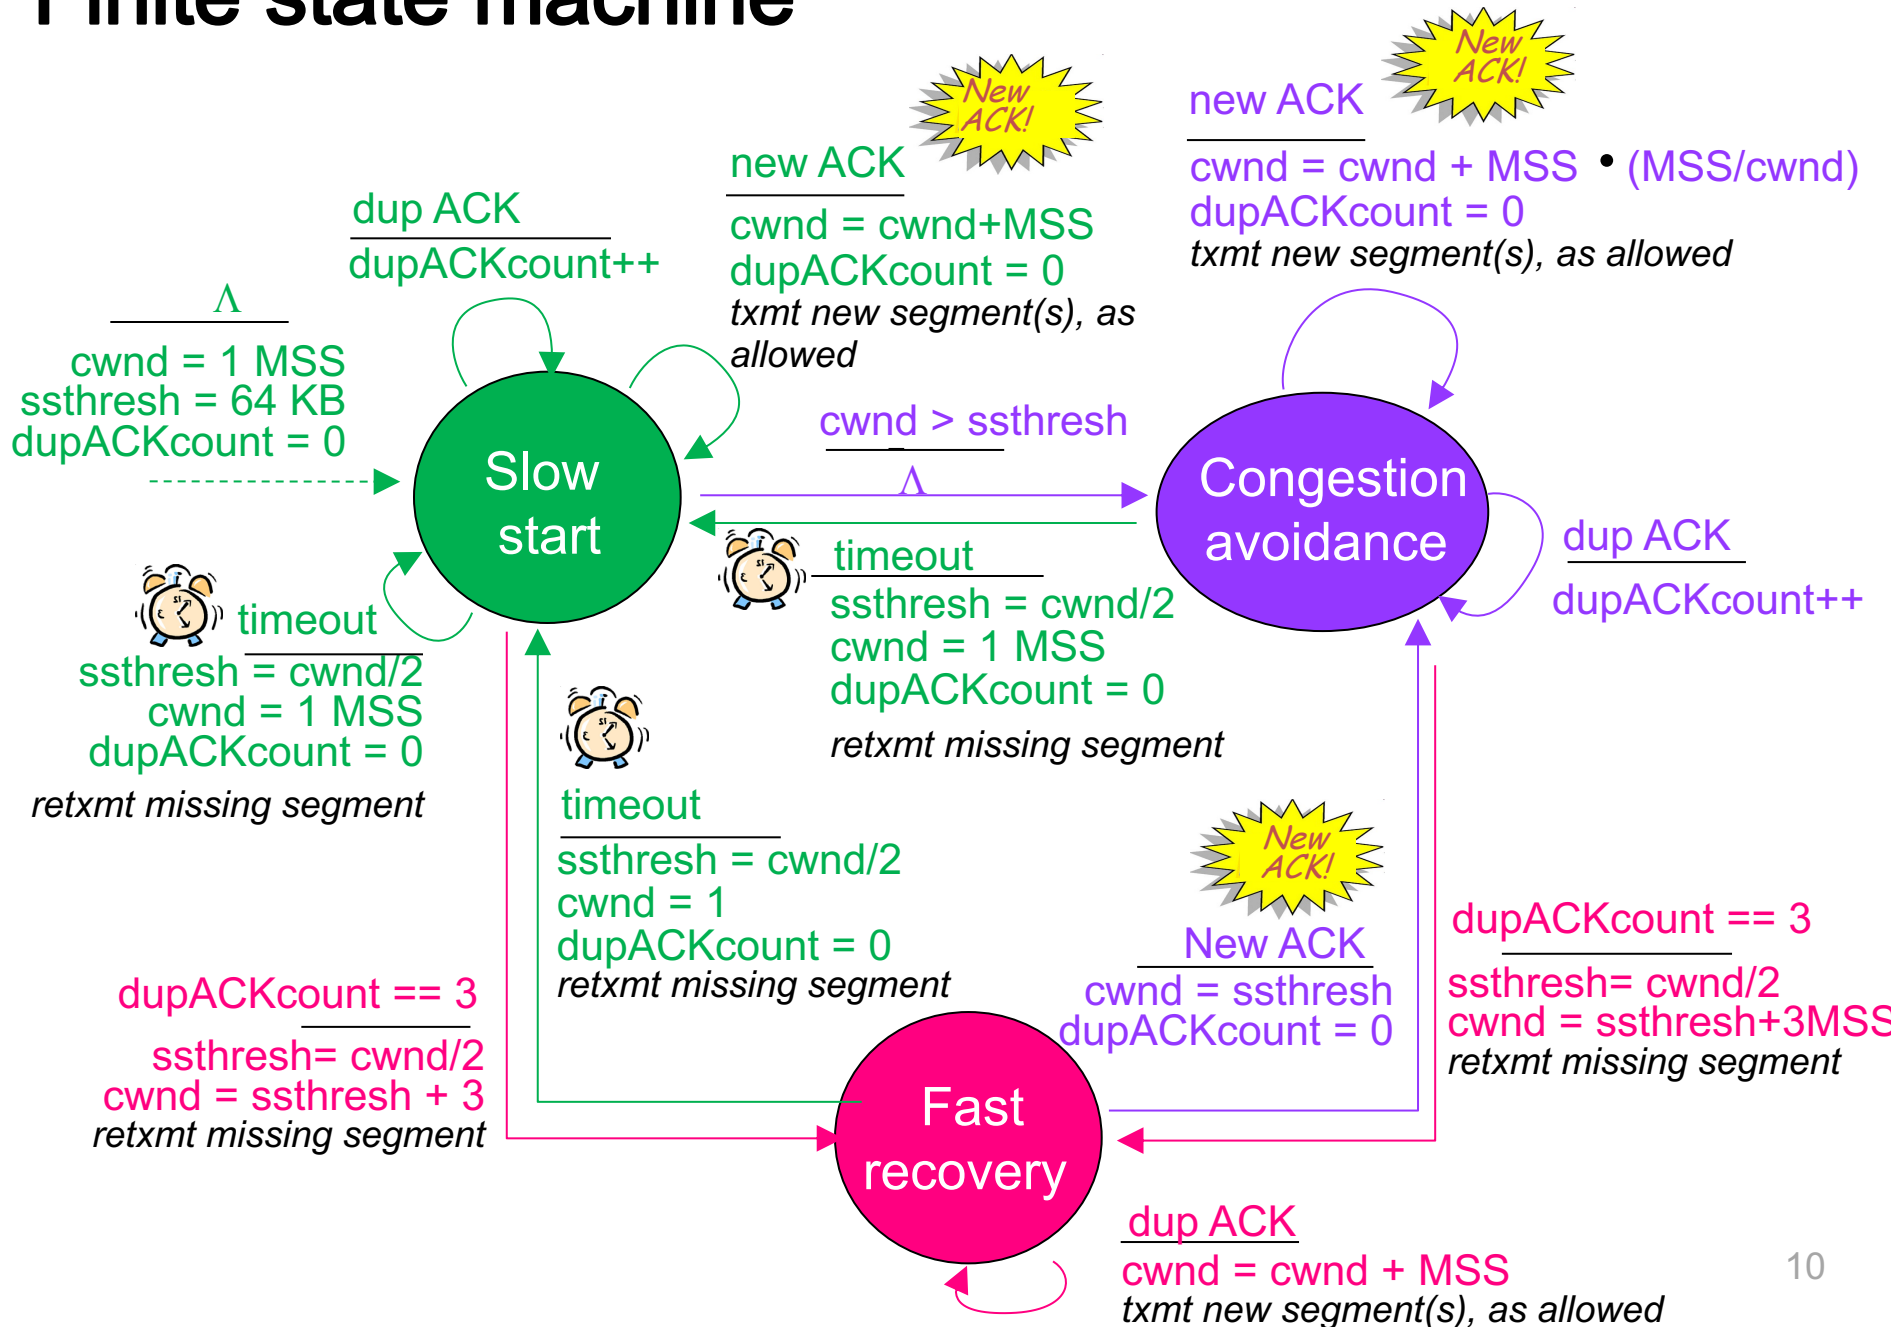 Finite state machine
New
ACK!
new ACK
cwnd = cwnd + MSS • (MSS/cwnd)
dupACKcount = 0
txmt new segment(s), as allowed
New
ACK!
new ACK
cwnd = cwnd+MSS
dupACKcount = 0
txmt new segment(s), as
allowed
dup ACK
dupACKcount++
Λ
cwnd = 1 MSS
ssthresh = 64 KB
dupACKcount = 0
Slow
start
cwnd > ssthresh
Λ
Congestion
avoidance
dup ACK
dupACKcount++
timeout
ssthresh = cwnd/2
cwnd = 1 MSS
dupACKcount = 0
retxmt missing segment
timeout
ssthresh = cwnd/2
cwnd = 1 MSS
dupACKcount = 0
retxmt missing segment
timeout
ssthresh = cwnd/2
cwnd = 1
dupACKcount = 0
retxmt missing segment
New
ACK!
New ACK
cwnd = ssthresh
dupACKcount = 0
dupACKcount == 3
ssthresh= cwnd/2
cwnd = ssthresh+3MSS
retxmt missing segment
dupACKcount == 3
ssthresh= cwnd/2
cwnd = ssthresh + 3
retxmt missing segment
Fast
recovery
dup ACK
cwnd = cwnd + MSS
txmt new segment(s), as allowed
10